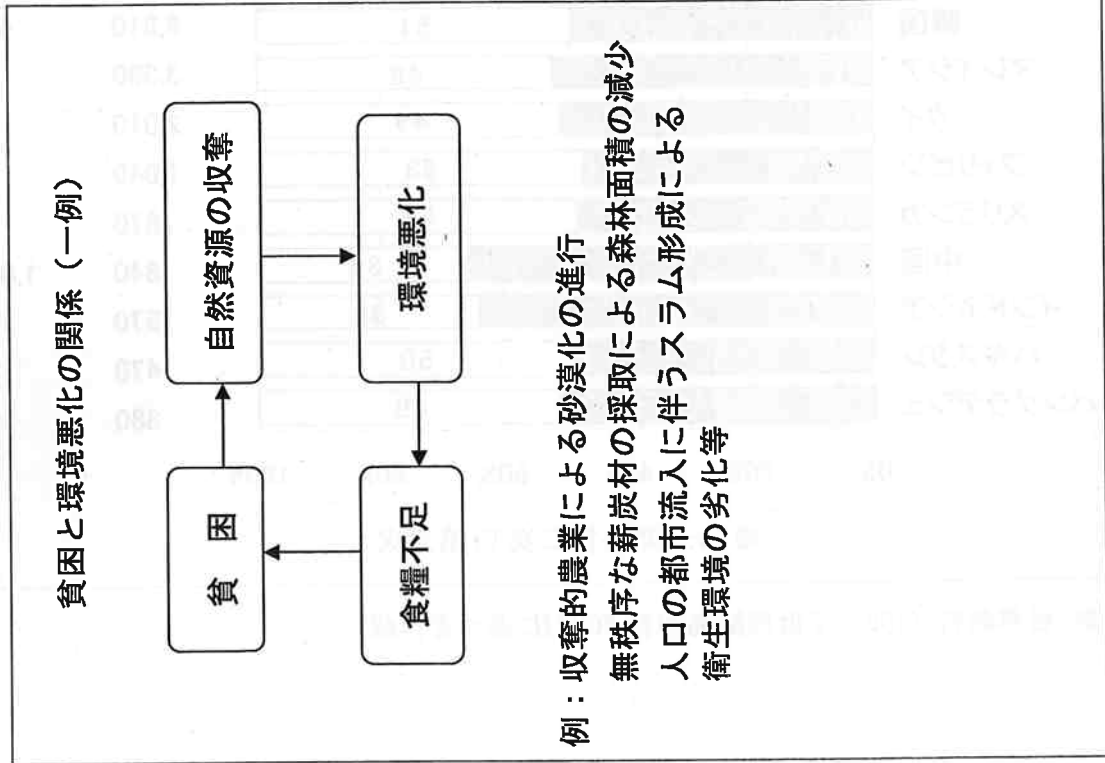 貧困と環境悪化の関係（一例）
貧　困
自然資源の収奪
食糧不足
環境悪化
例：収奪的農業による砂漠化の進行
無秩序な薪炭材の採取による森林面積の減少
人口の都市流入に伴うスラム形成による
衛生環境の劣化等